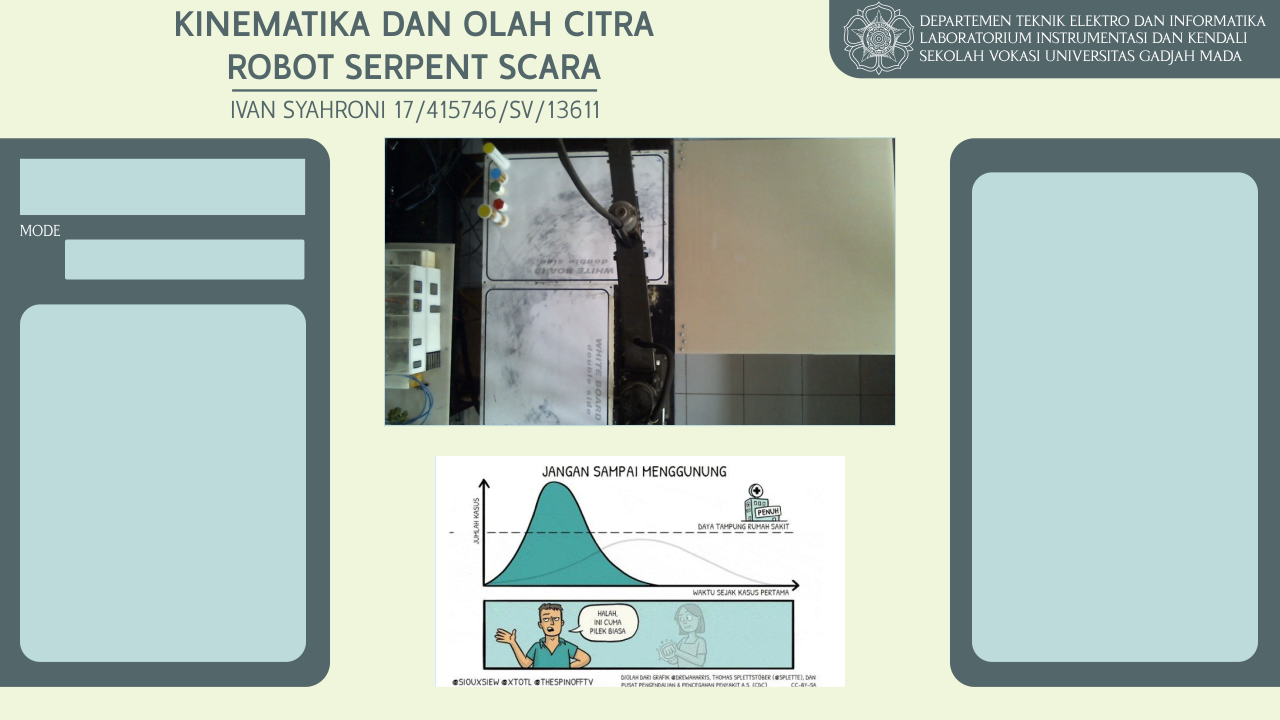 KINEMATIKA DAN OLAH CITRA
ROBOT SERPENT SCARA
IVAN SYAHRONI 17/415746/SV/13611
DEPARTEMEN TEKNIK ELEKTRO DAN INFORMATIKA
LABORATORIUM INSTRUMENTASI DAN KENDALI
SEKOLAH VOKASI UNIVERSITAS GADJAH MADA
MODE
WHITE BOARD
double side
WHITE BOARD
double side
JANGAN SAMPAI MENGGUNUNG
JUMLAH KASUS
PENUH
DAYA TAMPUNG RUMAH SAKIT
WAKTU SEJAK KASUS PERTAMA
HALAH,
INI CUMA
PILEK BIASA
@SIOUXSIEW @XTOTL @THESPINOFFTV
DIOLAH DARI GRAFIK @DREWAHARRIS, THOMAS SPLETTSTÖßER (@SPLETTE), DAN
PUSAT PENGENDALIAN & PENCEGAHAN PENYAKIT A.S. (CDC) CC-BY-SA